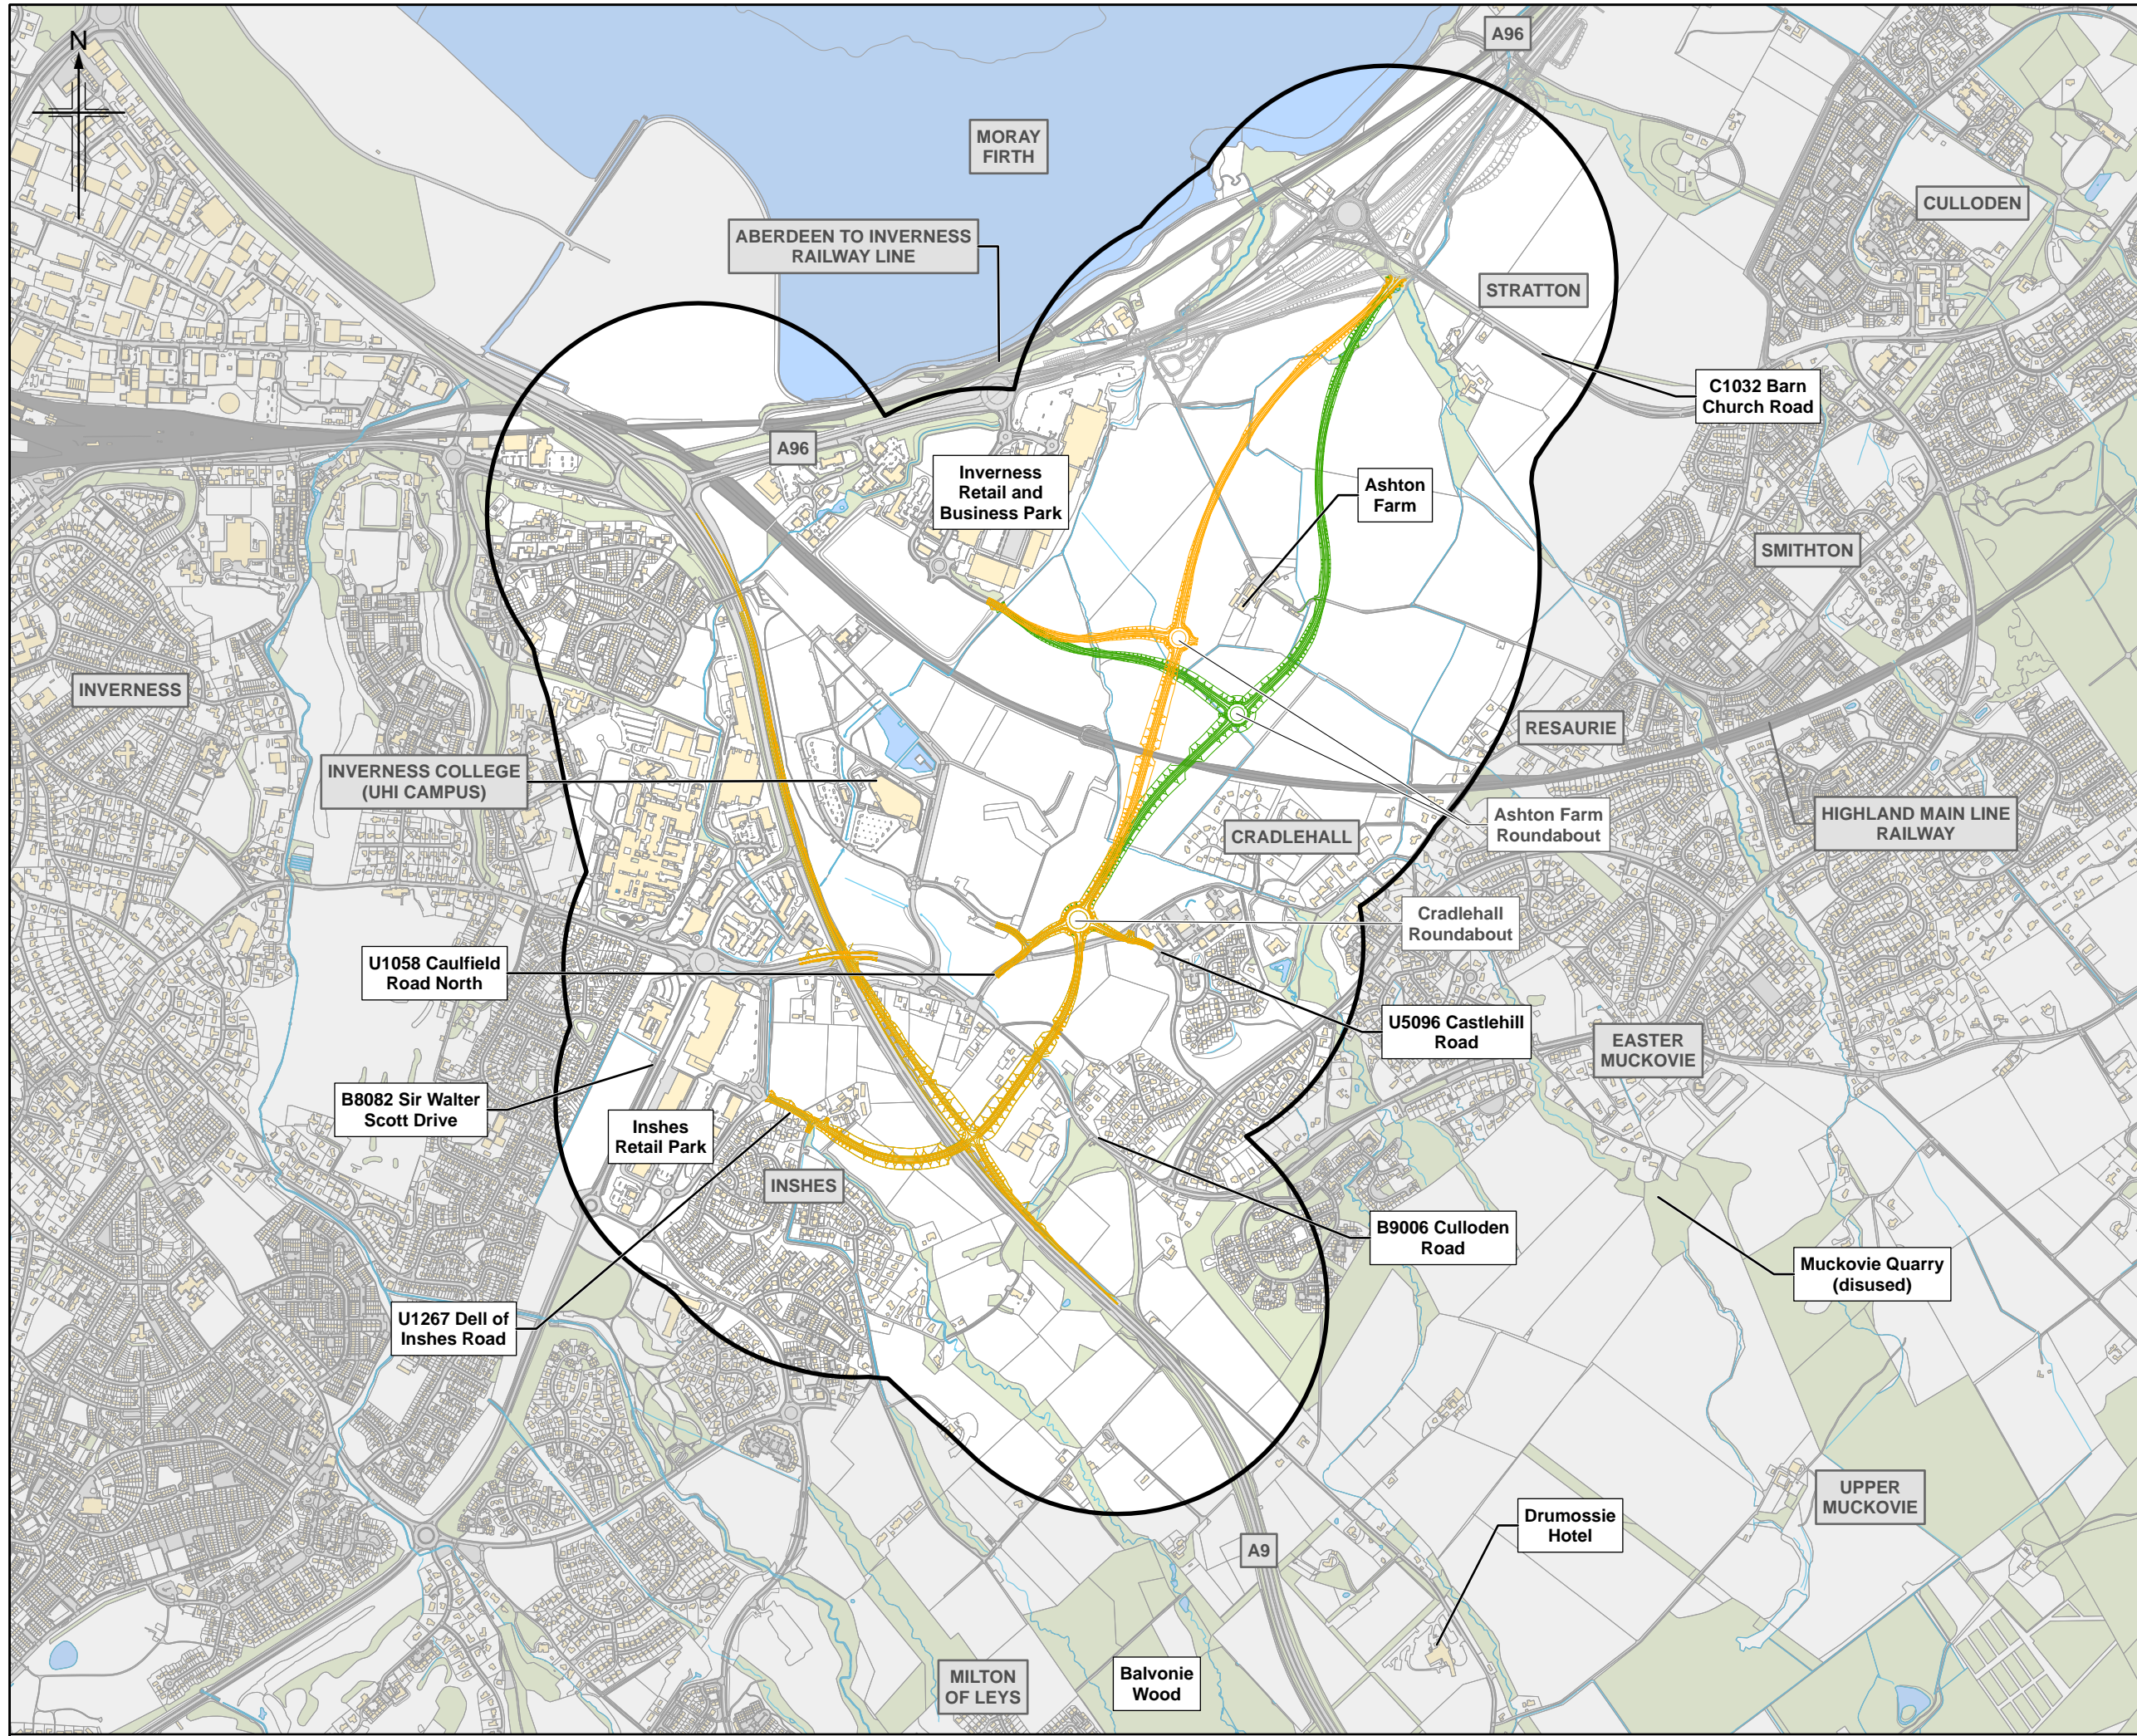 N
A96
MORAY
FIRTH
CULLODEN
ABERDEEN TO INVERNESS
RAILWAY LINE
STRATTON
C1032 Barn
Church Road
A96
Inverness
Retail and
Business Park
Ashton
Farm
SMITHTON
INVERNESS
RESAURIE
INVERNESS COLLEGE
(UHI CAMPUS)
CRADLEHALL
Ashton Farm
Roundabout
HIGHLAND MAIN LINE
RAILWAY
Cradlehall
Roundabout
U1058 Caulfield
Road North
U5096 Castlehill
Road
EASTER
MUCKOVIE
B8082 Sir Walter
Scott Drive
Inshes
Retail Park
INSHES
B9006 Culloden
Road
Muckovie Quarry
(disused)
U1267 Dell of
Inshes Road
UPPER
MUCKOVIE
Drumossie
Hotel
A9
MILTON
OF LEYS
Balvonie
Wood